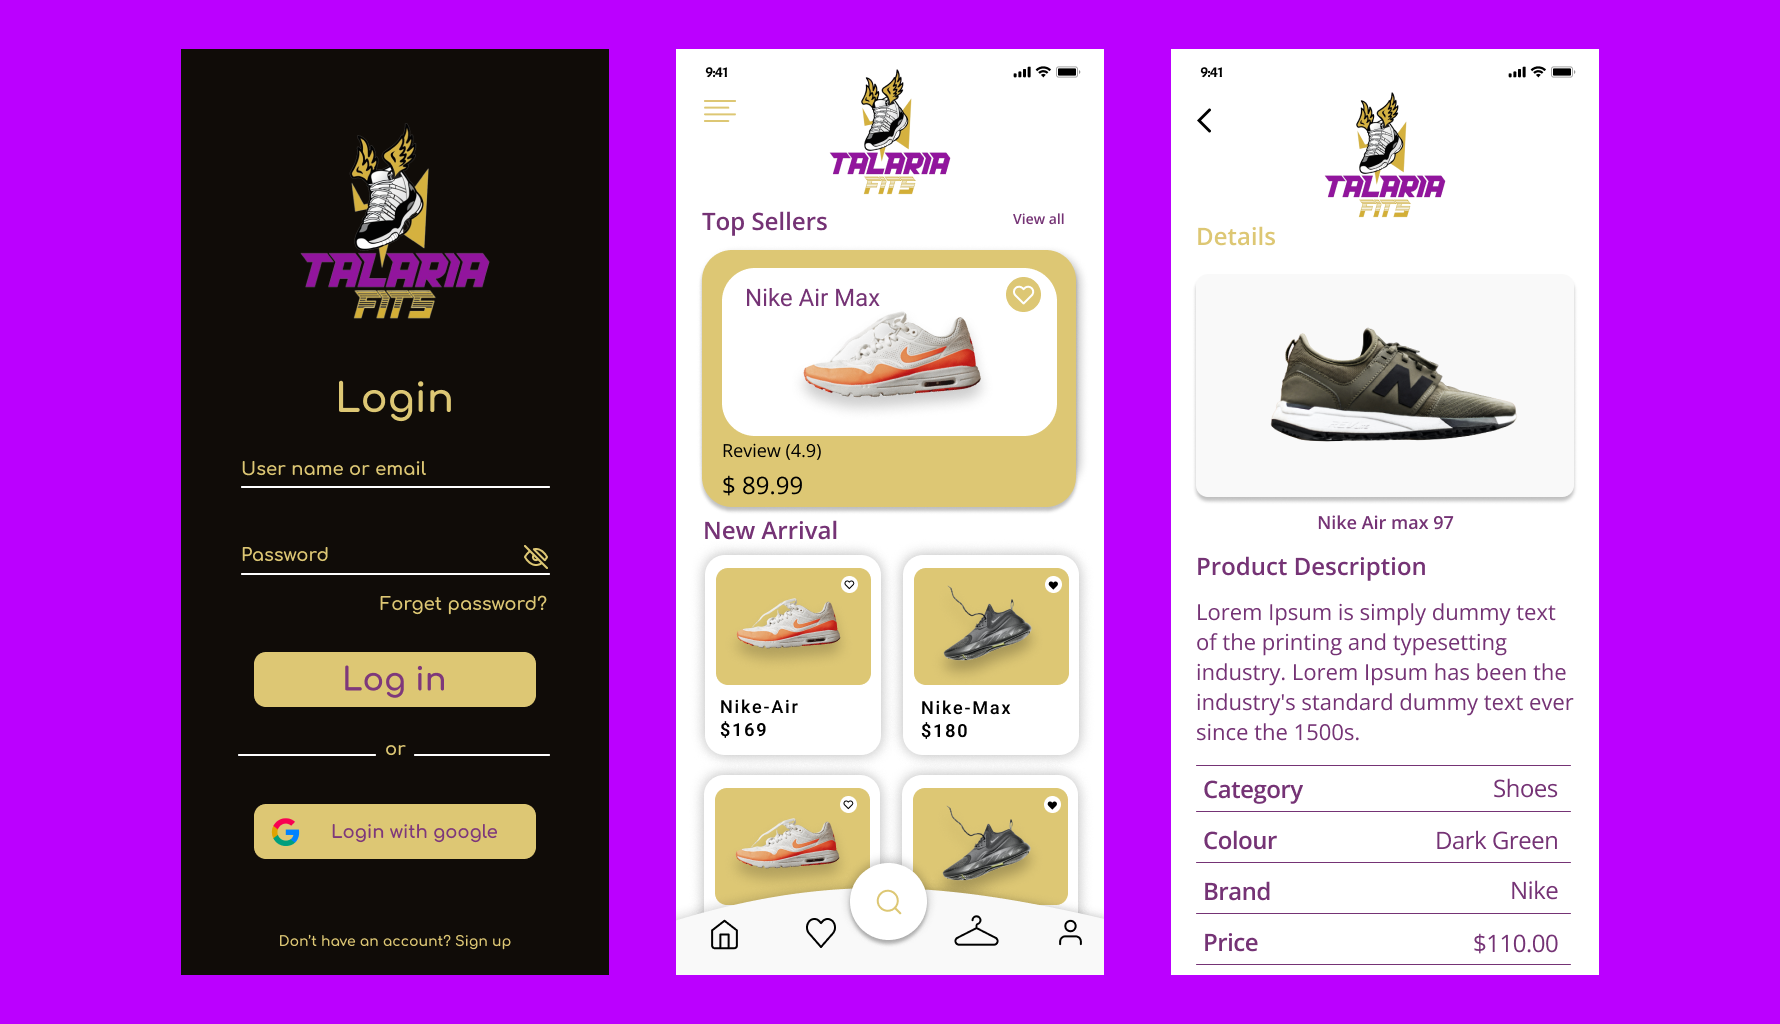 TALARIA
FITS
Login
User name or email
Password
Forget password?
Log in
or
Login with google
Don't have an account? Sign up
9:41
TALARIA
FITS
Top Sellers
View all
Nike Air Max
Review (4.9)
$ 89.99
New Arrival
Nike-Air
$169
Nike-Max
$180
9:41
TALARIA
FITS
Details
N
Nike Air max 97
Product Description
Lorem Ipsum is simply dummy text
of the printing and typesetting
industry. Lorem Ipsum has been the
industry's standard dummy text ever
since the 1500s.
Category Shoes
Colour Dark Green
Brand Nike
Price $110.00